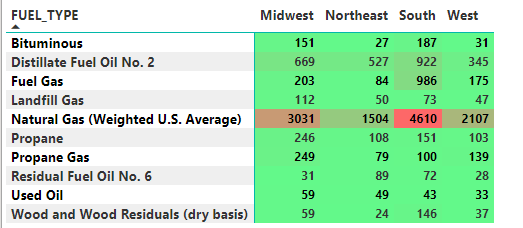 FUEL_TYPE Midwest Northeast South West
Bituminous 151 27 187 31
Distillate Fuel Oil No. 2 669 527 922 345
Fuel Gas 203 84 986 175
Landfill Gas 112 50 73 47
Natural Gas (Weighted U.S. Average) 3031 1504 4610 2107
Propane 246 108 151 103
Propane Gas 249 79 100 139
Residual Fuel Oil No. 6 31 89 72 28
Used Oil 59 49 43 33
Wood and Wood Residuals (dry basis) 59 24 146 37